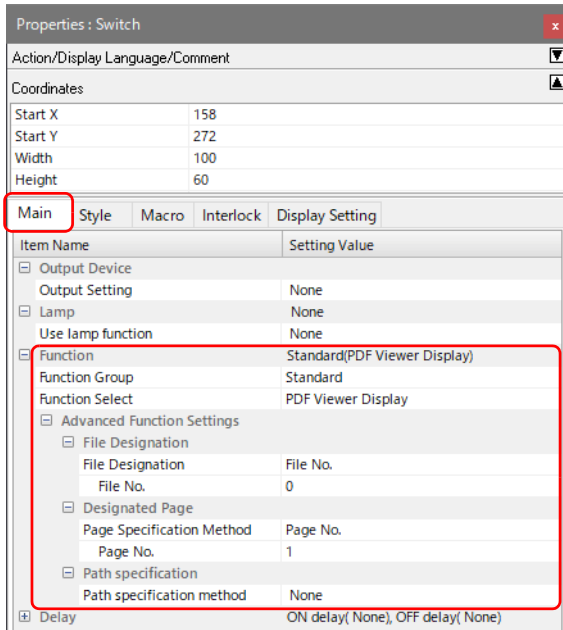 Properties : Switch
x
Action/Display Language/Comment
Coordinates
Start X 158
Start Y 272
Width 100
Height 60
Main Style Macro Interlock Display Setting
Item Name Setting Value
Output Device
Output Setting None
Lamp None
Use lamp function None
Function Standard(PDF Viewer Display)
Function Group Standard
Function Select PDF Viewer Display
Advanced Function Settings
File Designation
File Designation File No.
File No. 0
Designated Page
Page Specification Method Page No.
Page No. 1
Path specification
Path specification method None
Delay ON delay( None), OFF delay( None)